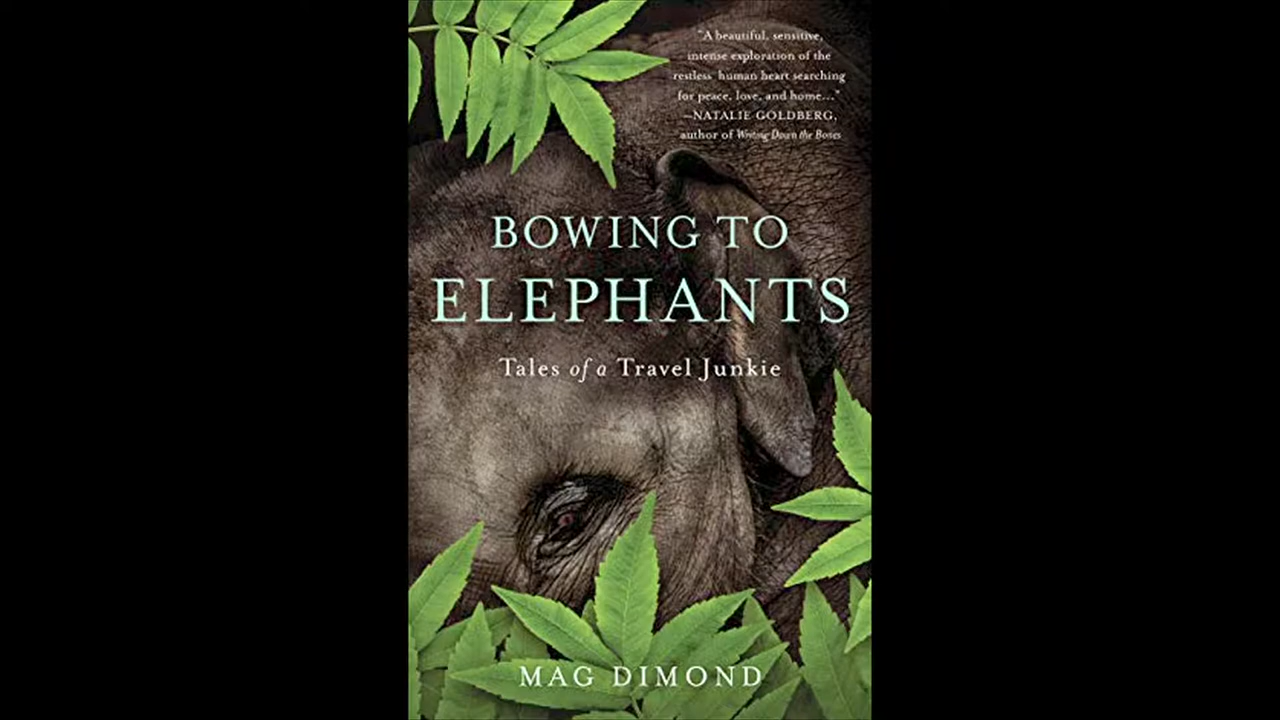 "A beautiful, sensitive,
intense exploration of the
restless human heart searching
for peace, love, and home..."
—NATALIE GOLDBERG,
author of Writing Down the Bones
BOWING TO
ELEPHANTS
Tales of a Travel Junkie
MAG DIMOND